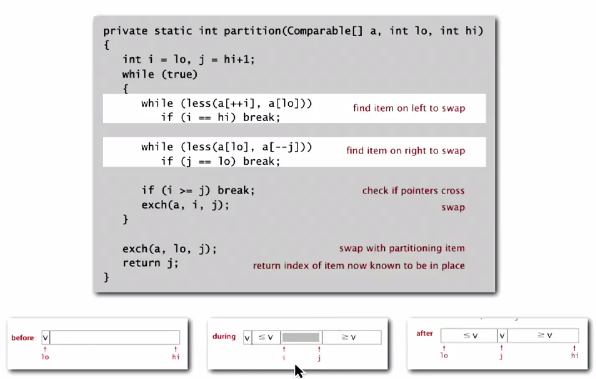 private static int partition(Comparable[] a, int lo, int hi)
{
int i = lo, j = hi+1;
while (true)
{
while (less(a[++i], a[lo])) find item on left to swap
if (i == hi) break;
while (less(a[lo], a[--j])) find item on right to swap
if (j == lo) break;
if (i >= j) break; check if pointers cross
exch(a, i, j); swap
}
exch(a, lo, j); swap with partitioning item
return j; return index of item now known to be in place
}
before v
lo hi
during v ≤ v ≥ v
i j
after ≤ v v ≥ v
lo j hi